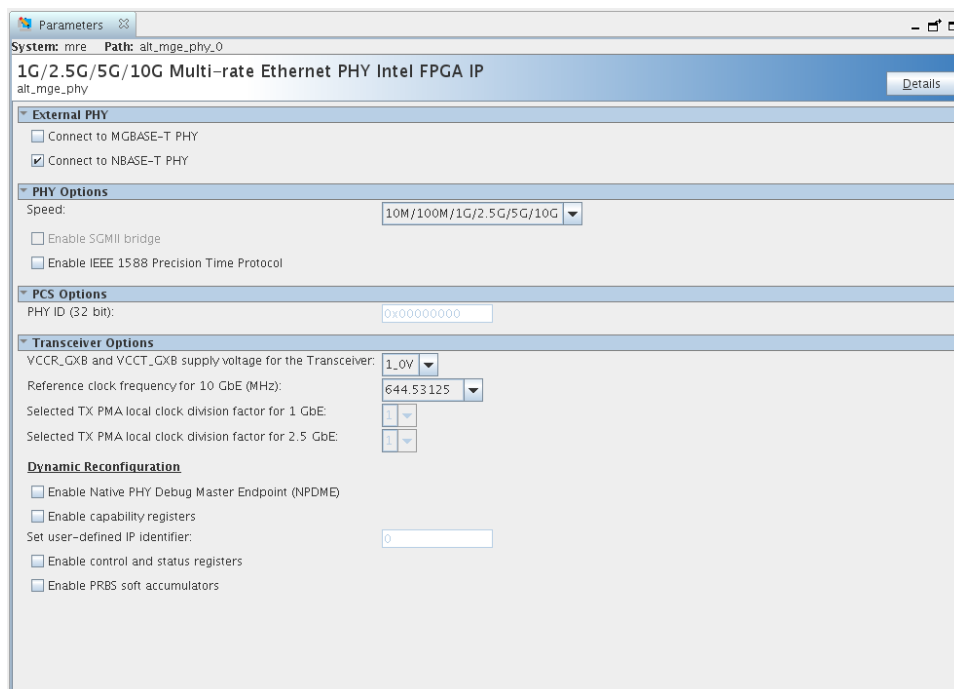 Parameters
System: mre Path: alt_mge_phy_0
1G/2.5G/5G/10G Multi-rate Ethernet PHY Intel FPGA IP
alt_mge_phy
Details
External PHY
Connect to MGBASE-T PHY
Connect to NBASE-T PHY
PHY Options
Speed: 10M/100M/1G/2.5G/5G/10G
Enable SGMII bridge
Enable IEEE 1588 Precision Time Protocol
PCS Options
PHY ID (32 bit): 0x00000000
Transceiver Options
VCCR_GXB and VCCT_GXB supply voltage for the Transceiver: 1_0V
Reference clock frequency for 10 GbE (MHz): 644.53125
Selected TX PMA local clock division factor for 1 GbE: 1
Selected TX PMA local clock division factor for 2.5 GbE: 1
Dynamic Reconfiguration
Enable Native PHY Debug Master Endpoint (NPDME)
Enable capability registers
Set user-defined IP identifier: 0
Enable control and status registers
Enable PRBS soft accumulators